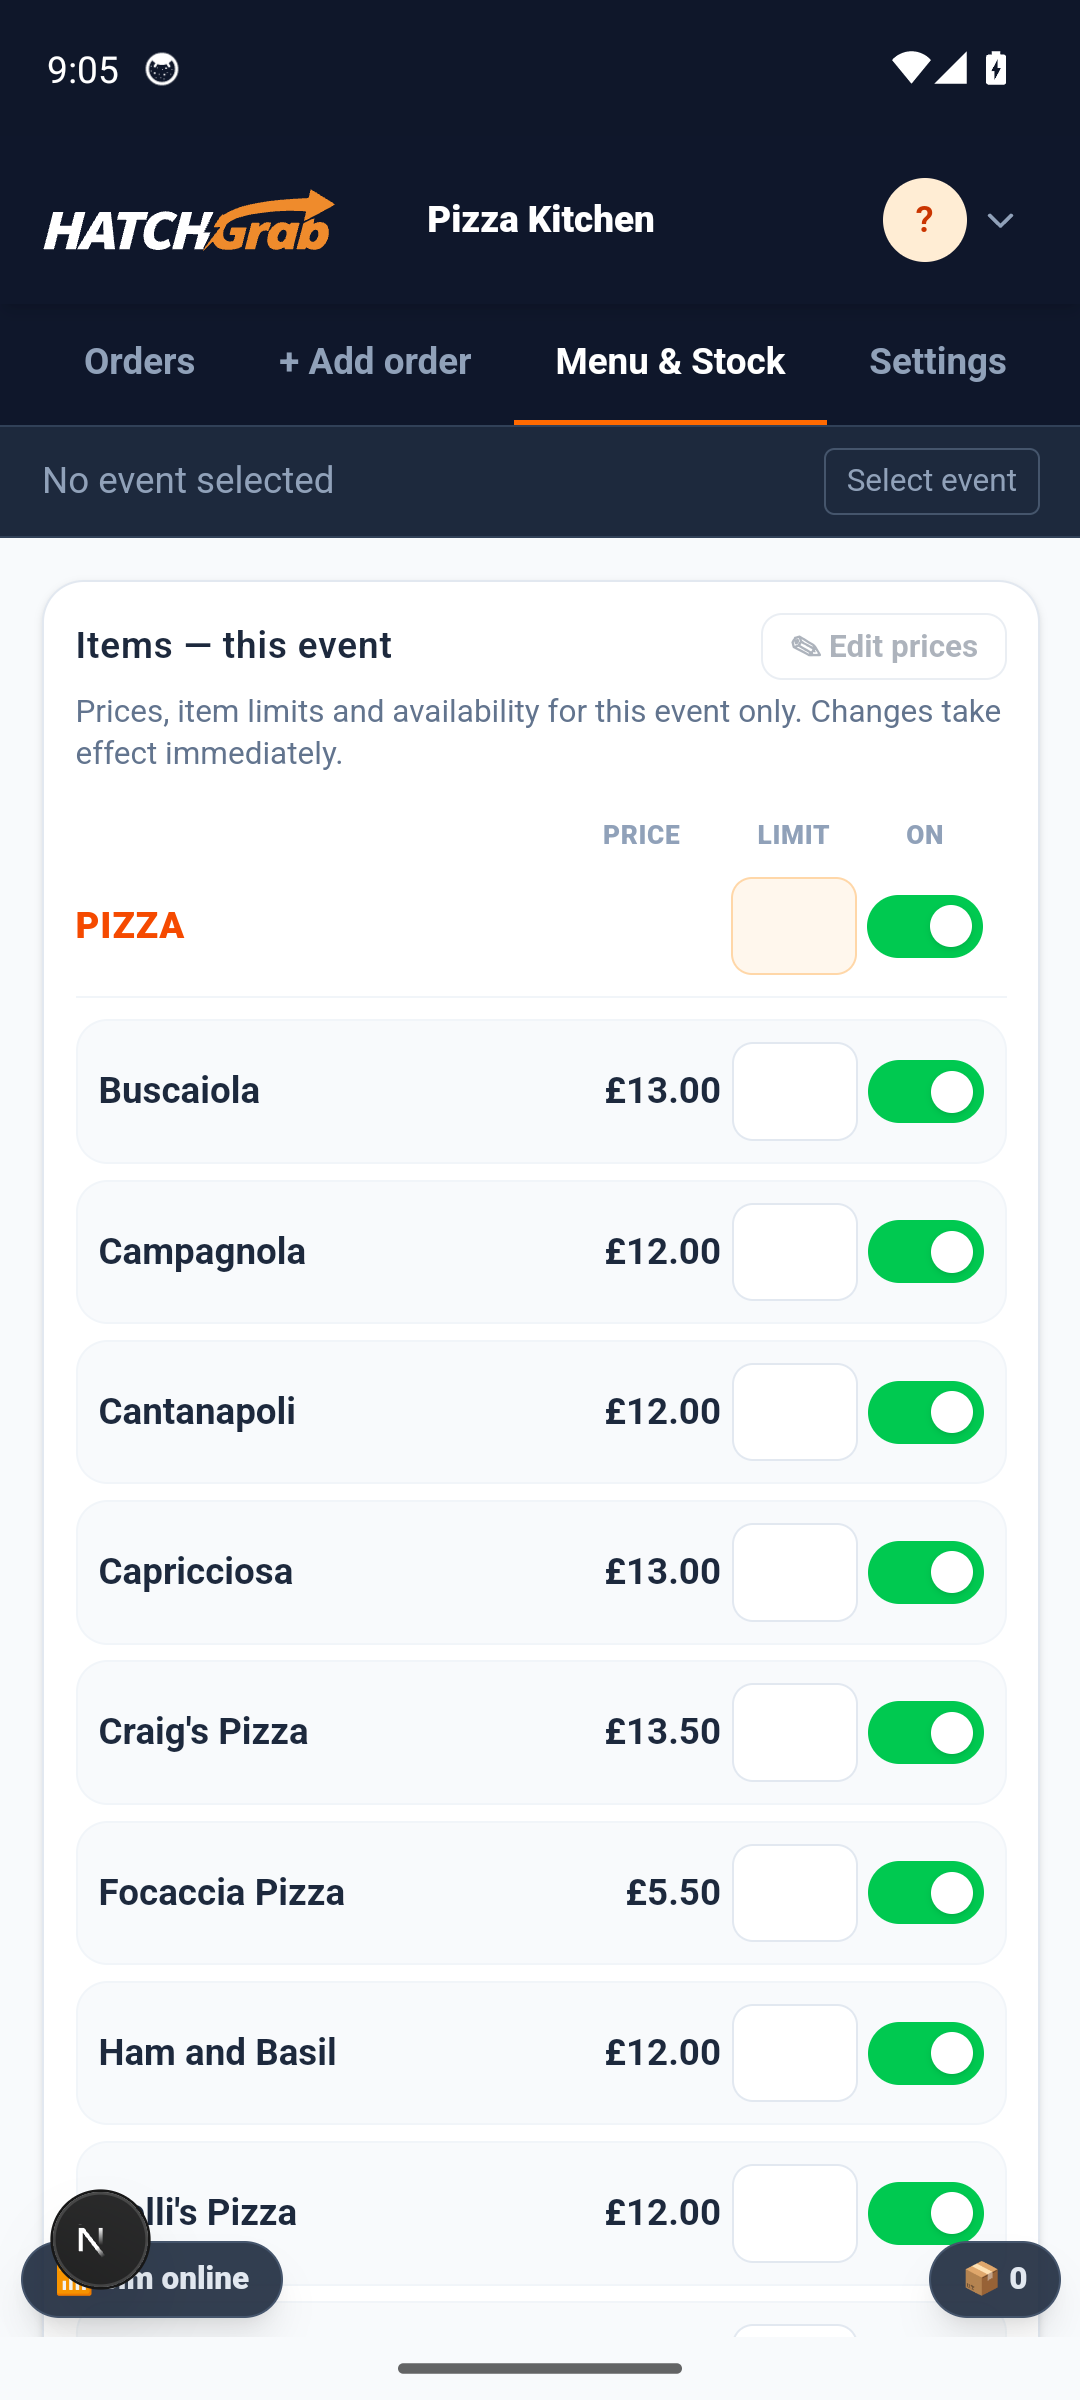 9:05
HATCHGrab
Pizza Kitchen
?
Orders
+ Add order
Menu & Stock
Settings
No event selected
Select event
Items — this event
✎ Edit prices
Prices, item limits and availability for this event only. Changes take
effect immediately.
PRICE LIMIT ON
PIZZA
Buscaiola £13.00
Campagnola £12.00
Cantanapoli £12.00
Capricciosa £13.00
Craig's Pizza £13.50
Focaccia Pizza £5.50
Ham and Basil £12.00
Pizza £12.00
N
online
0